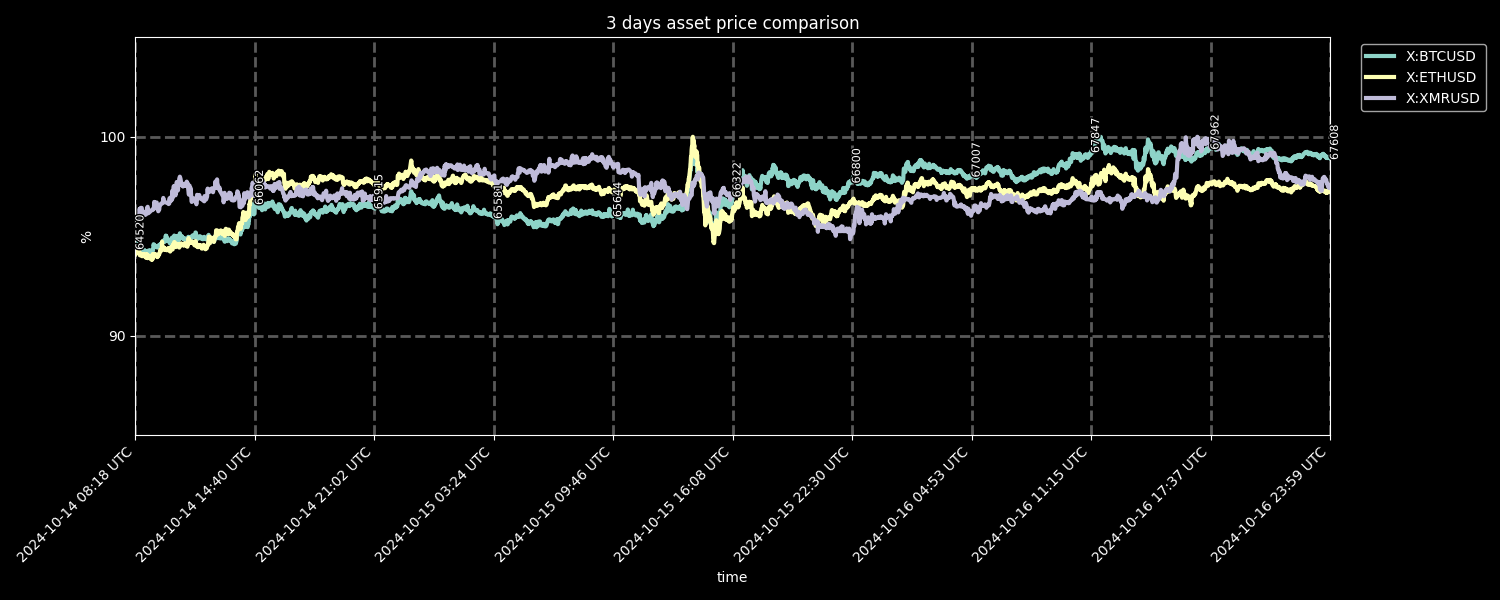 3 days asset price comparison
X:BTCUSD
X:ETHUSD
X:XMRUSD
100
90
%
64520
66062
65915
65581
65644
66322
66800
67007
67847
67962
67608
2024-10-14 08:18 UTC
2024-10-14 14:40 UTC
2024-10-14 21:02 UTC
2024-10-15 03:24 UTC
2024-10-15 09:46 UTC
2024-10-15 16:08 UTC
2024-10-15 22:30 UTC
2024-10-16 04:53 UTC
2024-10-16 11:15 UTC
2024-10-16 17:37 UTC
2024-10-16 23:59 UTC
time